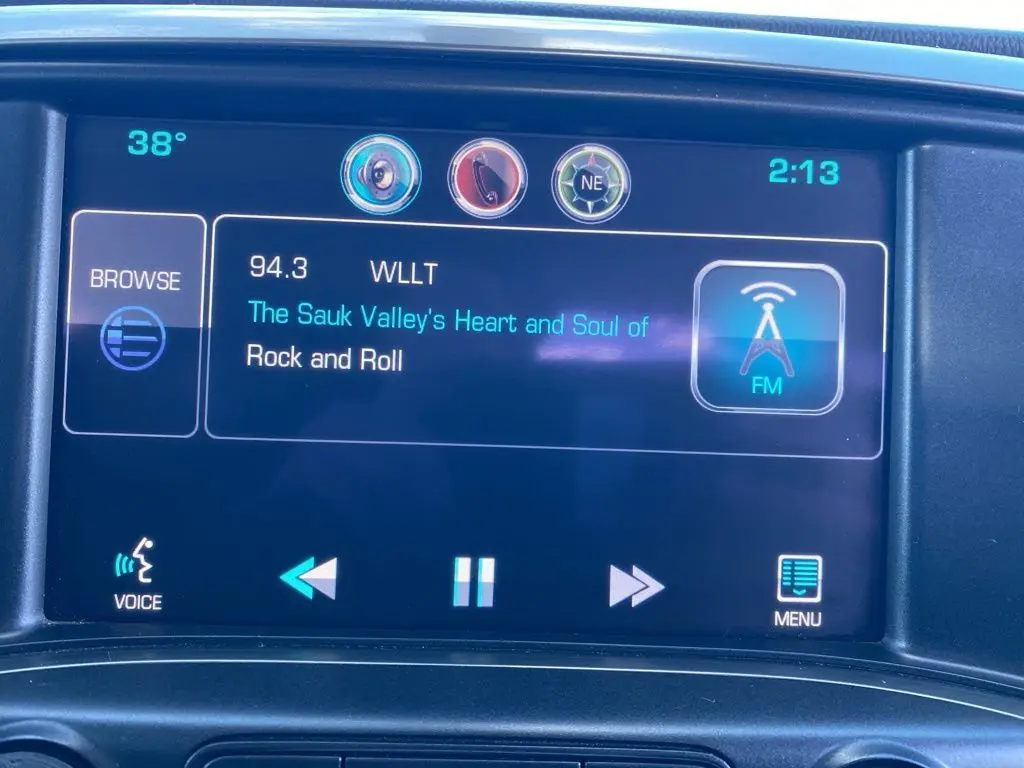 38°
NE
2:13
BROWSE
94.3 WLLT
The Sauk Valley's Heart and Soul of
Rock and Roll
FM
VOICE
MENU